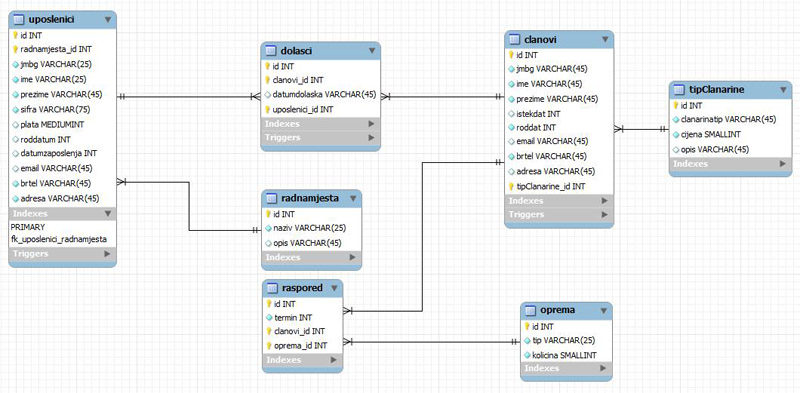 uposlenici
id INT
radnamjesta_id INT
jmbg VARCHAR(25)
ime VARCHAR(25)
prezime VARCHAR(45)
sifra VARCHAR(75)
plata MEDIUMINT
roddatum INT
datumzaposlenja INT
email VARCHAR(45)
brtel VARCHAR(45)
adresa VARCHAR(45)
Indexes
PRIMARY
fk_uposlenici_radnamjesta
Triggers
dolasci
id INT
clanovi_id INT
datumdolaska VARCHAR(45)
uposlenici_id INT
Indexes
Triggers
radnamjesta
id INT
naziv VARCHAR(25)
opis VARCHAR(45)
Indexes
raspored
id INT
termin INT
clanovi_id INT
oprema_id INT
Indexes
clanovi
id INT
jmbg VARCHAR(45)
ime VARCHAR(45)
prezime VARCHAR(45)
istekdat INT
roddat INT
email VARCHAR(45)
brtel VARCHAR(45)
adresa VARCHAR(45)
tipClanarine_id INT
Indexes
Triggers
tipClanarine
id INT
clanarinatip VARCHAR(45)
cijena SMALLINT
opis VARCHAR(45)
Indexes
oprema
id INT
tip VARCHAR(25)
kolicina SMALLINT
Indexes